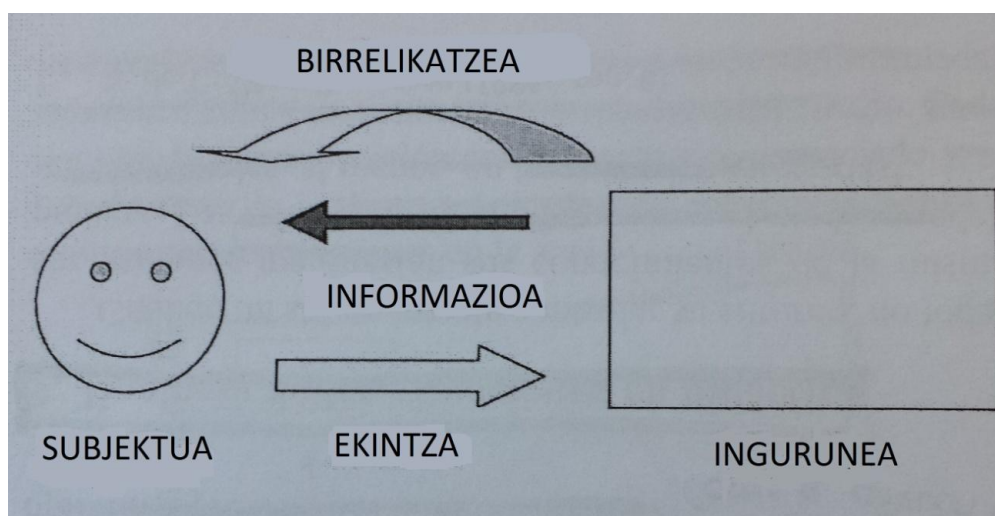 BIRRELIKATZEA
INFORMAZIOA
SUBJEKTUA
EKINTZA
INGURUNEA